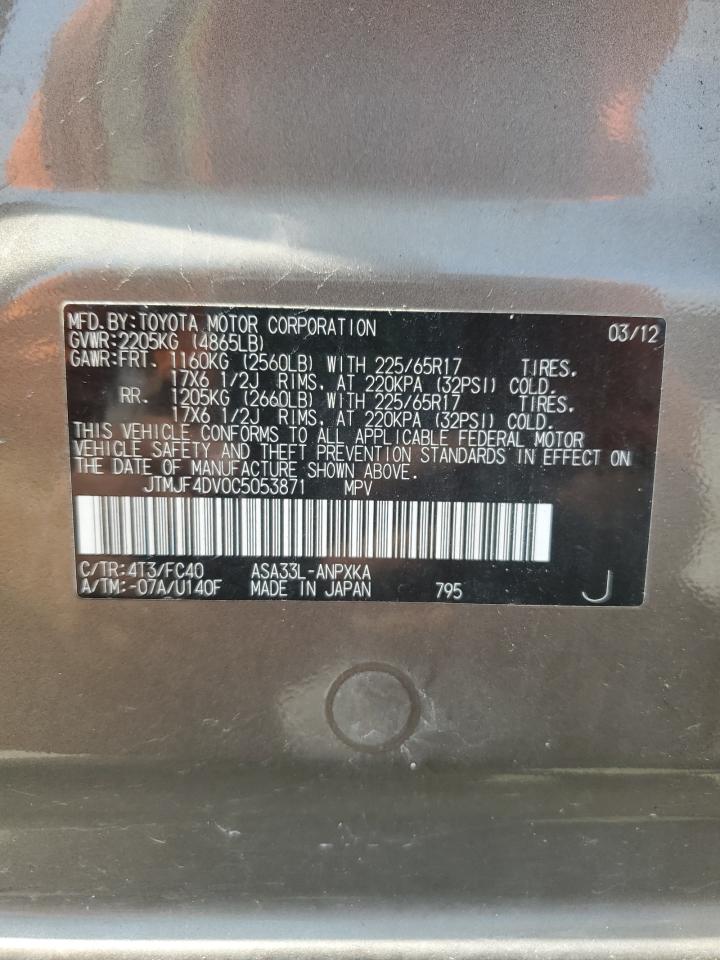 MFD.BY:TOYOTA MOTOR CORPORATION 03/12
GVWR:2205KG (4865LB)
GAWR:FRT. 1160KG (2560LB) WITH 225/65R17 TIRES.
17X6 1/2J RIMS. AT 220KPA (32PSI) COLD.
RR. 1205KG (2660LB) WITH 225/65R17 TIRES.
17X6 1/2J RIMS. AT 220KPA (32PSI) COLD.
THIS VEHICLE CONFORMS TO ALL APPLICABLE FEDERAL MOTOR
VEHICLE SAFETY AND THEFT PREVENTION STANDARDS IN EFFECT ON
THE DATE OF MANUFACTURE SHOWN ABOVE.
JTMJF4DV0C5053871 MPV
C/TR:4T3/FC40 ASA33L-ANPXKA
A/TM:-07A/U140F MADE IN JAPAN 795 J